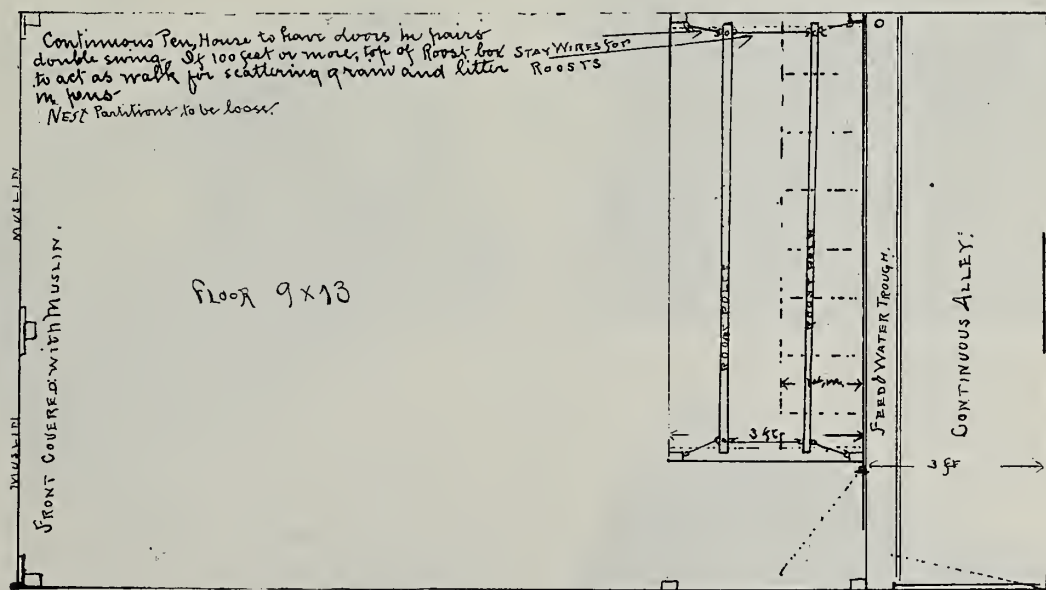 Continuous Pen, House to have doors in pairs
double swing. If 100 feet or more, top of Roost box
to act as walk for scattering grain and litter
in pens
NEST Partitions to be loose.
STAY WIRES for
ROOSTS
MUSLIN
MUSLIN
FRONT COVERED WITH MUSLIN.
FLOOR 9 X 13
ROOST POLE
ROOST POLE
3 ft
FEED & WATER TROUGH.
CONTINUOUS ALLEY.
3 ft